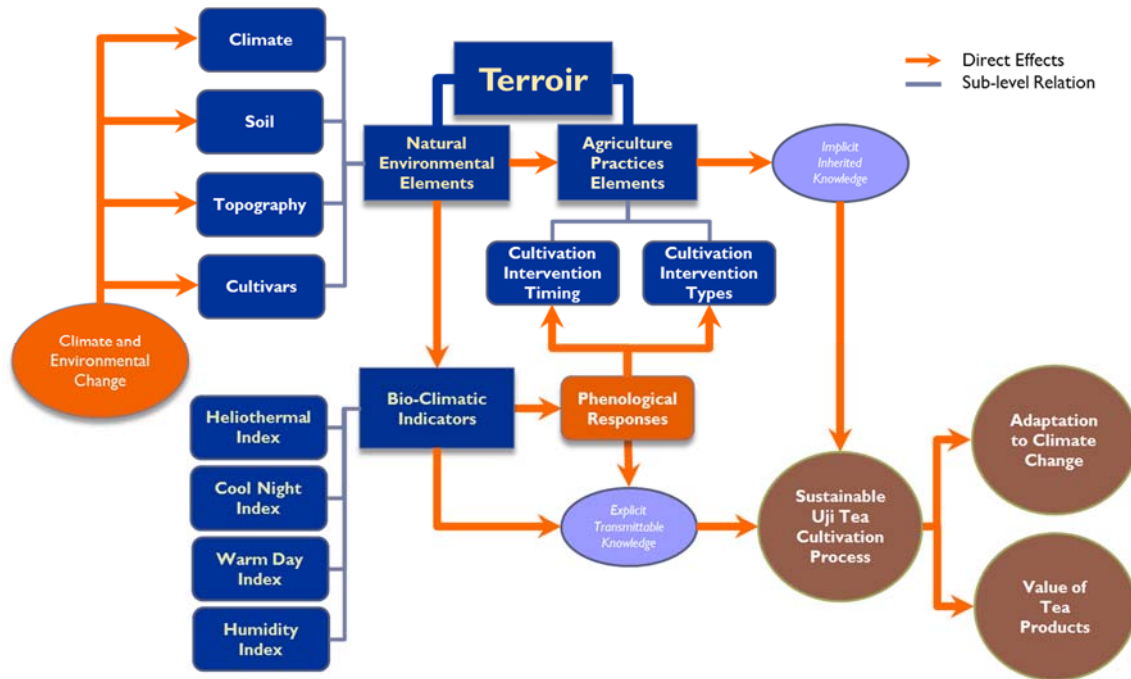 Climate
Soil
Topography
Cultivars
Climate and
Environmental
Change
Terroir
Natural
Environmental
Elements
Agriculture
Practices
Elements
Implicit
Inherited
Knowledge
Direct Effects
Sub-level Relation
Cultivation
Intervention
Timing
Cultivation
Intervention
Types
Bio-Climatic
Indicators
Phenological
Responses
Heliothermal
Index
Cool Night
Index
Warm Day
Index
Humidity
Index
Explicit
Transmittable
Knowledge
Sustainable
Uji Tea
Cultivation
Process
Adaptation
to Climate
Change
Value of
Tea
Products